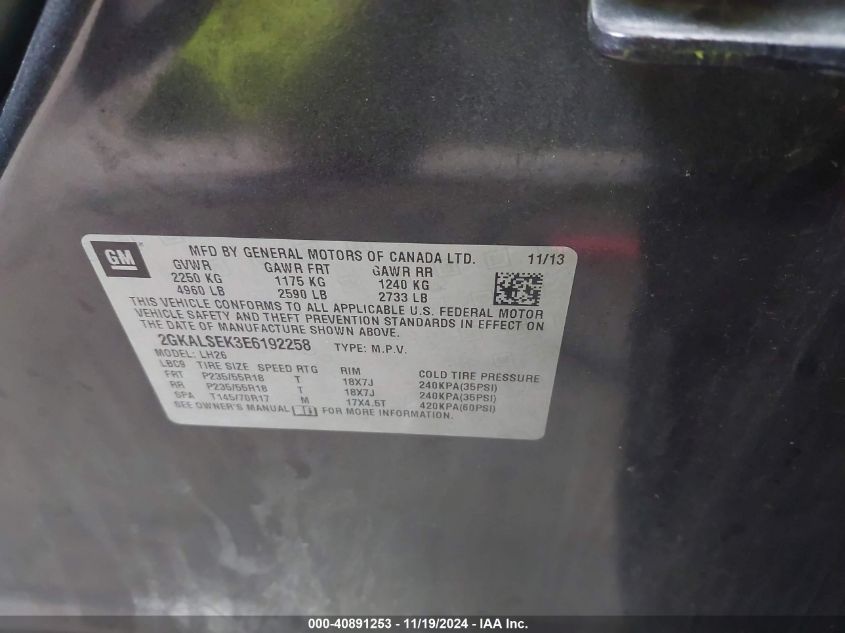 GM
MFD BY GENERAL MOTORS OF CANADA LTD. 11/13
GVWR GAWR FRT GAWR RR
2250 KG 1175 KG 1240 KG
4960 LB 2590 LB 2733 LB
THIS VEHICLE CONFORMS TO ALL APPLICABLE U.S. FEDERAL MOTOR
VEHICLE SAFETY AND THEFT PREVENTION STANDARDS IN EFFECT ON
THE DATE OF MANUFACTURE SHOWN ABOVE.
2GKALSEK3E6192258 TYPE: M.P.V.
MODEL: LH26
LBC9 TIRE SIZE SPEED RTG RIM COLD TIRE PRESSURE
FRT P235/55R18 T 18X7J 240KPA(35PSI)
RR P235/55R18 T 18X7J 240KPA(35PSI)
SPA T145/70R17 M 17X4.5T 420KPA(60PSI)
SEE OWNER'S MANUAL FOR MORE INFORMATION.
000-40891253 - 11/19/2024 - IAA Inc.